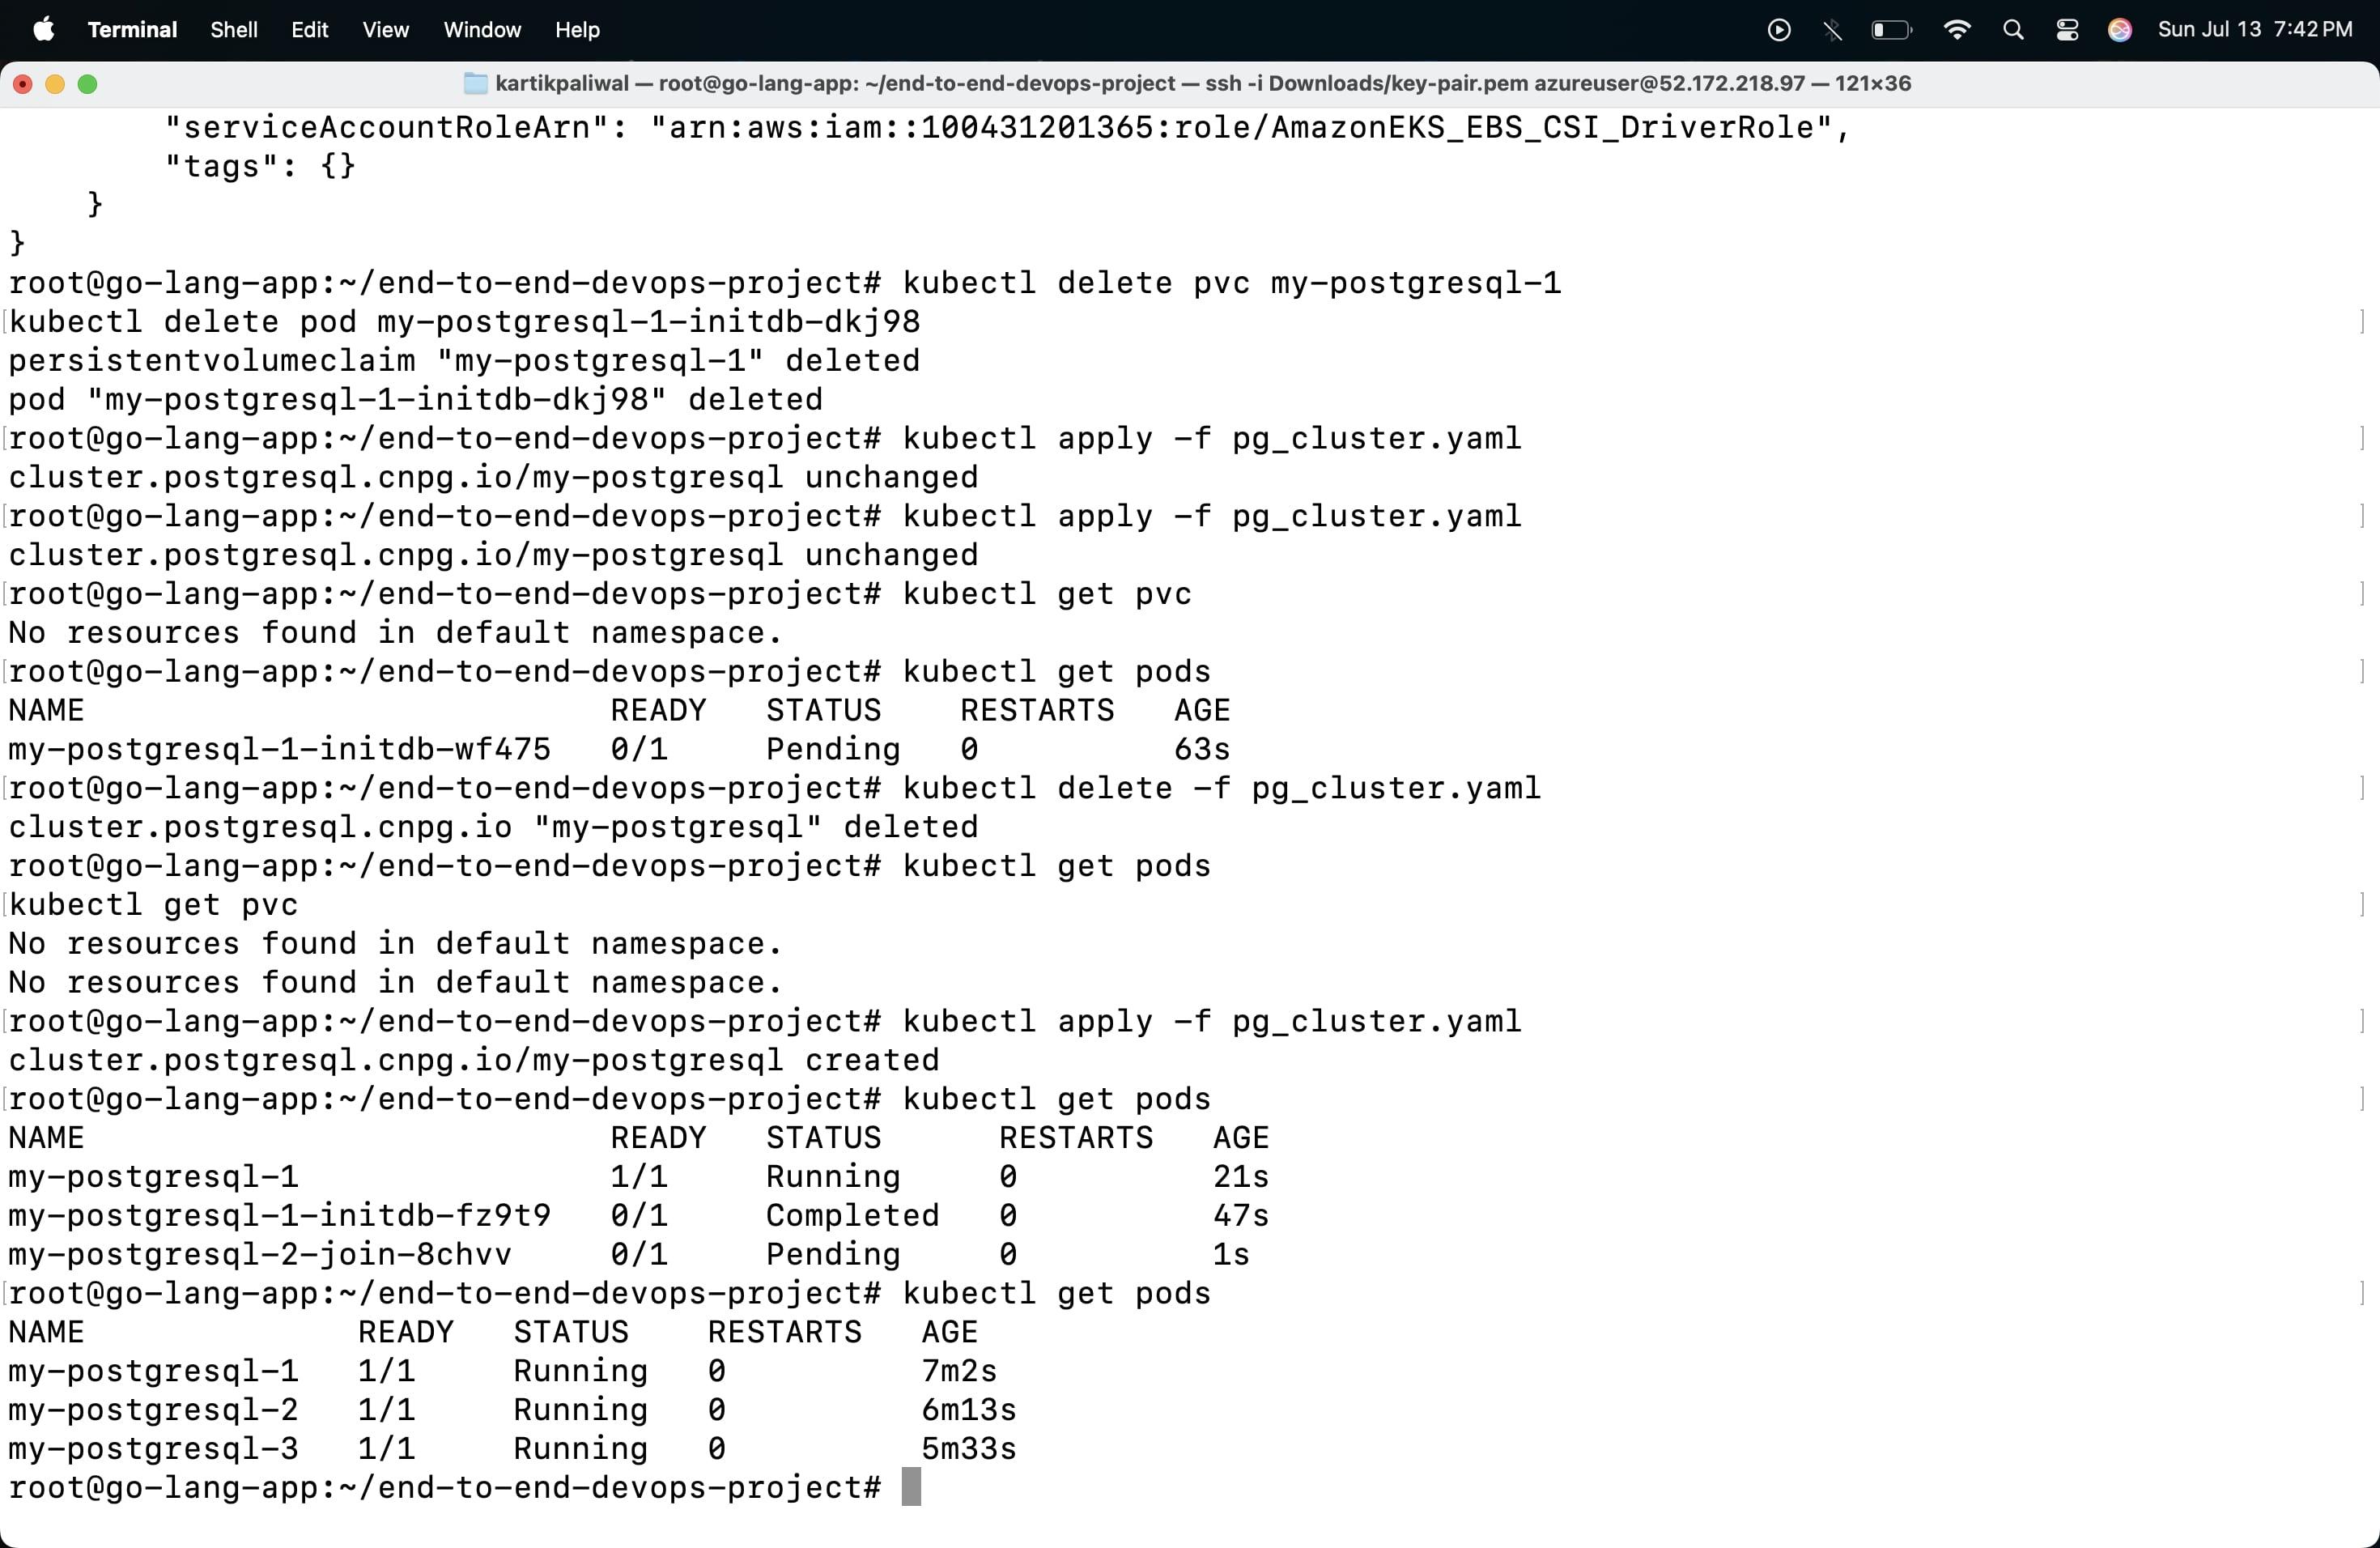 Terminal Shell Edit View Window Help Sun Jul 13 7:42 PM
kartikpaliwal — root@go-lang-app: ~/end-to-end-devops-project — ssh -i Downloads/key-pair.pem azureuser@52.172.218.97 — 121×36
"serviceAccountRoleArn": "arn:aws:iam::100431201365:role/AmazonEKS_EBS_CSI_DriverRole",
"tags": {}
}
}
root@go-lang-app:~/end-to-end-devops-project# kubectl delete pvc my-postgresql-1
[kubectl delete pod my-postgresql-1-initdb-dkj98 ]
persistentvolumeclaim "my-postgresql-1" deleted
pod "my-postgresql-1-initdb-dkj98" deleted
[root@go-lang-app:~/end-to-end-devops-project# kubectl apply -f pg_cluster.yaml ]
cluster.postgresql.cnpg.io/my-postgresql unchanged
[root@go-lang-app:~/end-to-end-devops-project# kubectl apply -f pg_cluster.yaml ]
cluster.postgresql.cnpg.io/my-postgresql unchanged
[root@go-lang-app:~/end-to-end-devops-project# kubectl get pvc ]
No resources found in default namespace.
[root@go-lang-app:~/end-to-end-devops-project# kubectl get pods ]
NAME READY STATUS RESTARTS AGE
my-postgresql-1-initdb-wf475 0/1 Pending 0 63s
[root@go-lang-app:~/end-to-end-devops-project# kubectl delete -f pg_cluster.yaml ]
cluster.postgresql.cnpg.io "my-postgresql" deleted
root@go-lang-app:~/end-to-end-devops-project# kubectl get pods
[kubectl get pvc ]
No resources found in default namespace.
No resources found in default namespace.
[root@go-lang-app:~/end-to-end-devops-project# kubectl apply -f pg_cluster.yaml ]
cluster.postgresql.cnpg.io/my-postgresql created
[root@go-lang-app:~/end-to-end-devops-project# kubectl get pods ]
NAME READY STATUS RESTARTS AGE
my-postgresql-1 1/1 Running 0 21s
my-postgresql-1-initdb-fz9t9 0/1 Completed 0 47s
my-postgresql-2-join-8chvv 0/1 Pending 0 1s
[root@go-lang-app:~/end-to-end-devops-project# kubectl get pods ]
NAME READY STATUS RESTARTS AGE
my-postgresql-1 1/1 Running 0 7m2s
my-postgresql-2 1/1 Running 0 6m13s
my-postgresql-3 1/1 Running 0 5m33s
root@go-lang-app:~/end-to-end-devops-project#